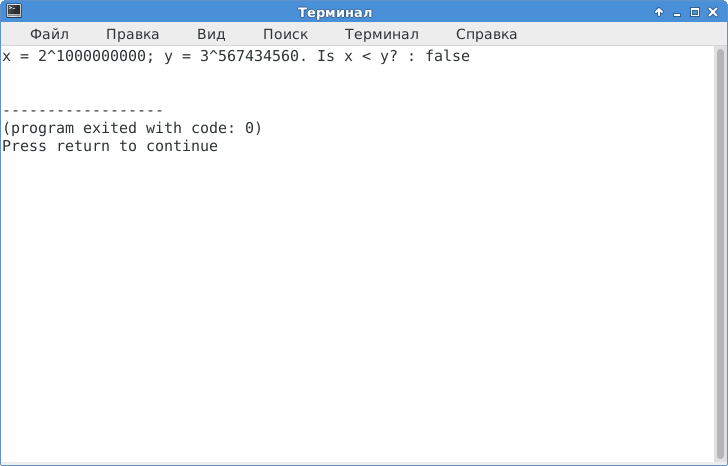 Терминал
Файл Правка Вид Поиск Терминал Справка
x = 2^1000000000; y = 3^567434560. Is x < y? : false
------------------
(program exited with code: 0)
Press return to continue